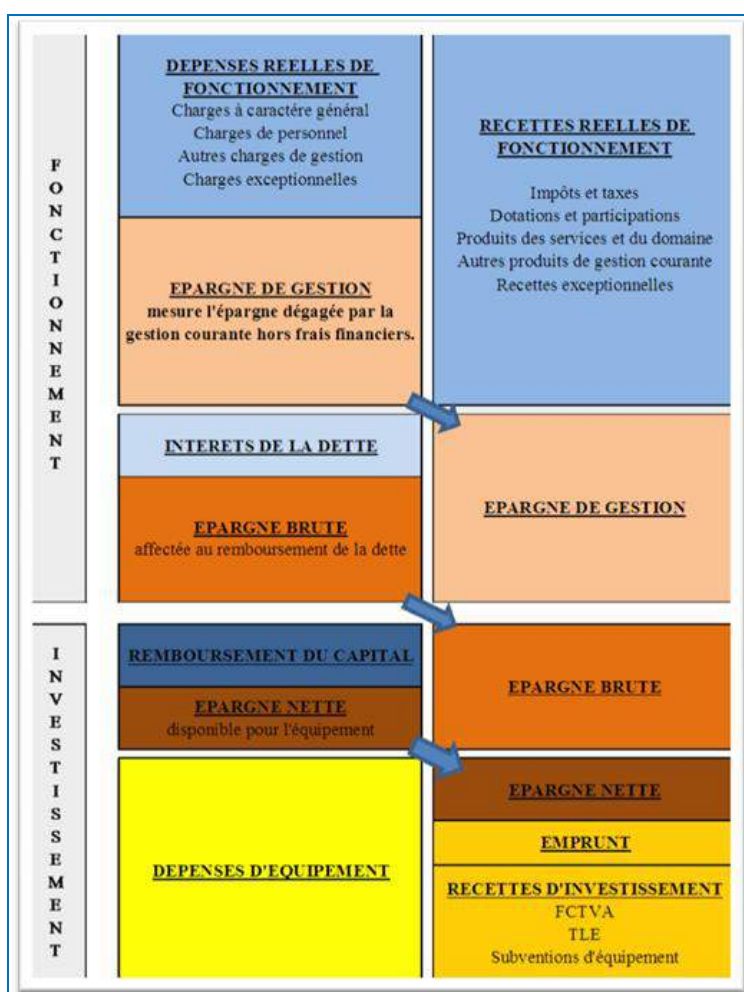 FONCTIONNEMENT
DEPENSES REELLES DE
FONCTIONNEMENT
Charges à caractére général
Charges de personnel
Autres charges de gestion
Charges exceptionnelles
RECETTES REELLES DE
FONCTIONNEMENT
Impôts et taxes
Dotations et participations
Produits des services et du domaine
Autres produits de gestion courante
Recettes exceptionnelles
EPARGNE DE GESTION
mesure l'épargne dégagée par la
gestion courante hors frais financiers.
INTERETS DE LA DETTE
EPARGNE BRUTE
affectée au remboursement de la dette
EPARGNE DE GESTION
INVESTISSEMENT
REMBOURSEMENT DU CAPITAL
EPARGNE NETTE
disponible pour l'équipement
EPARGNE BRUTE
DEPENSES D'EQUIPEMENT
EPARGNE NETTE
EMPRUNT
RECETTES D'INVESTISSEMENT
FCTVA
TLE
Subventions d'équipement